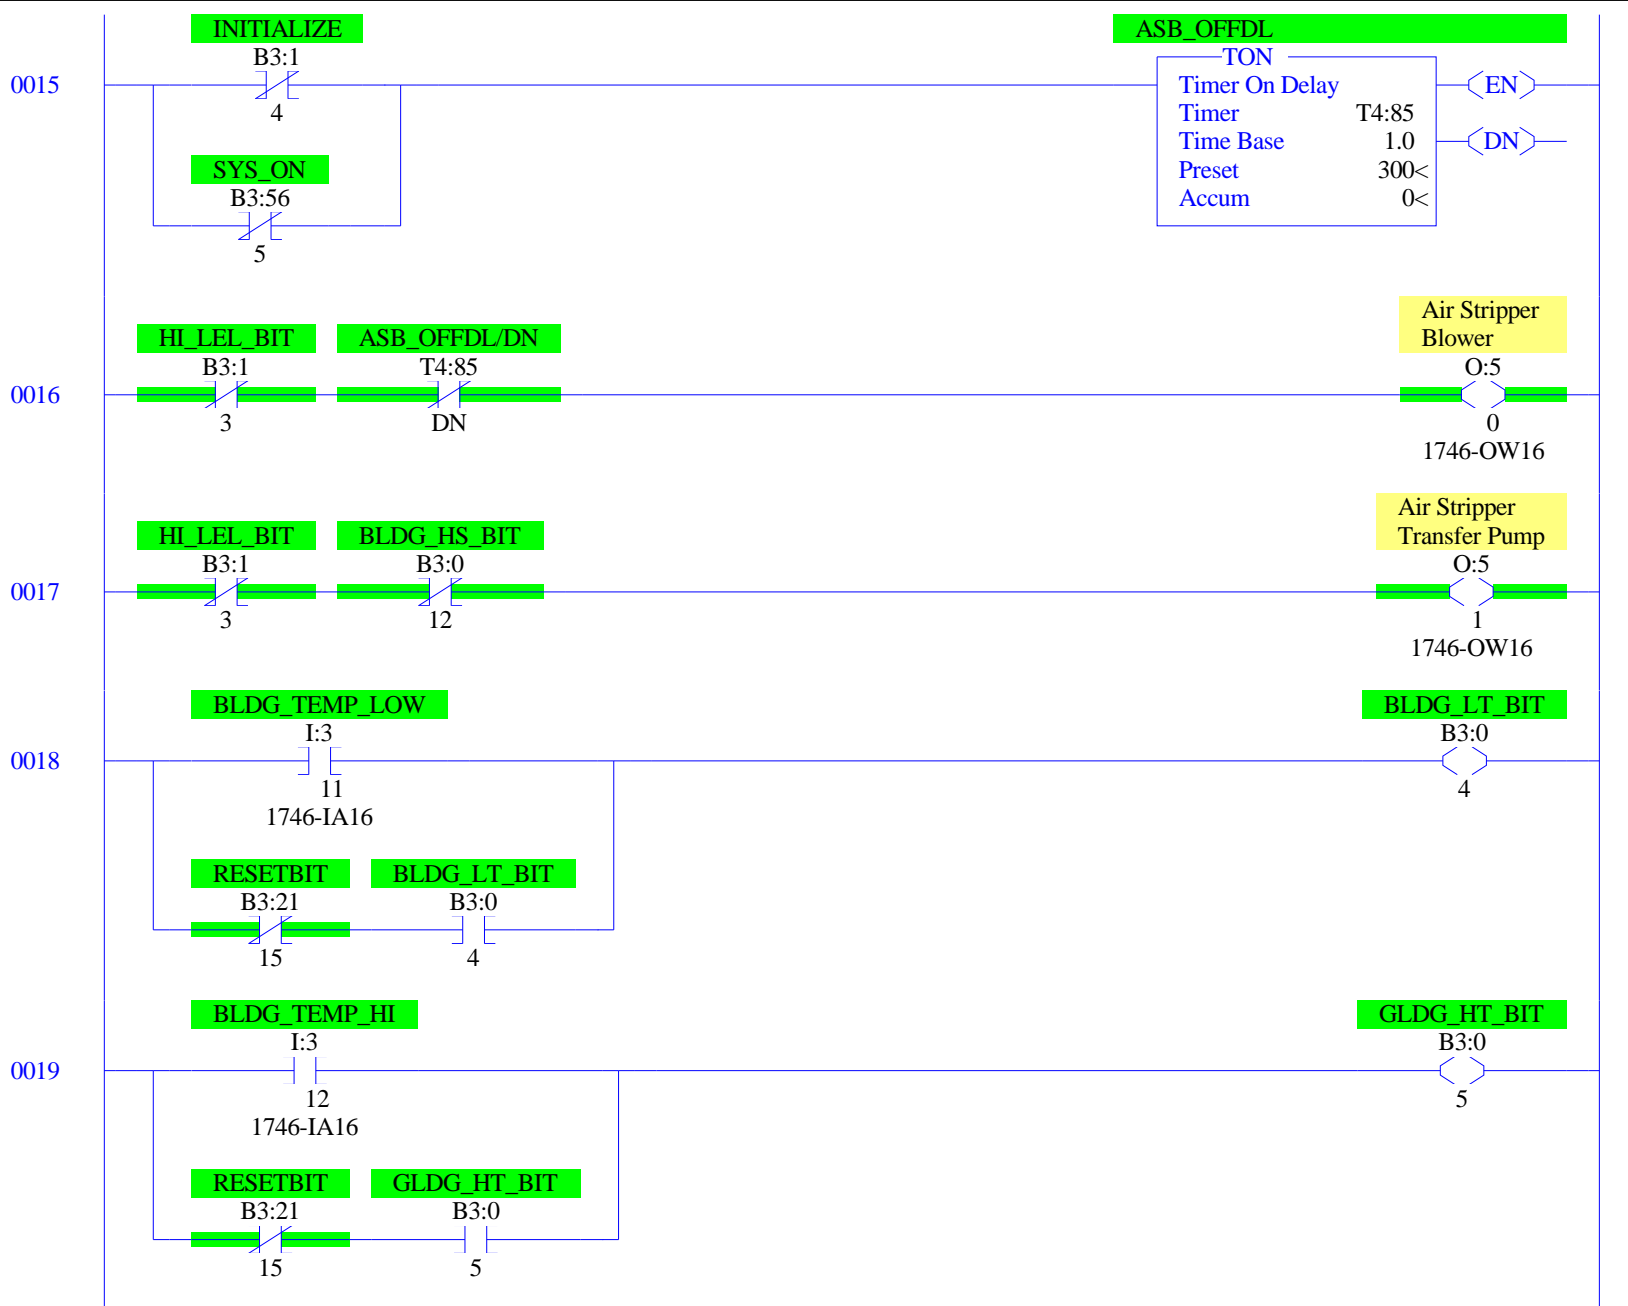 INITIALIZE
B3:1
4
SYS_ON
B3:56
5
0015
ASB_OFFDL
TON
Timer On Delay
Timer T4:85
Time Base 1.0
Preset 300<
Accum 0<
EN
DN
0016
HI_LEL_BIT
B3:1
3
ASB_OFFDL/DN
T4:85
DN
Air Stripper
Blower
O:5
0
1746-OW16
0017
HI_LEL_BIT
B3:1
3
BLDG_HS_BIT
B3:0
12
Air Stripper
Transfer Pump
O:5
1
1746-OW16
0018
BLDG_TEMP_LOW
I:3
11
1746-IA16
RESETBIT
B3:21
15
BLDG_LT_BIT
B3:0
4
BLDG_LT_BIT
B3:0
4
0019
BLDG_TEMP_HI
I:3
12
1746-IA16
RESETBIT
B3:21
15
GLDG_HT_BIT
B3:0
5
GLDG_HT_BIT
B3:0
5